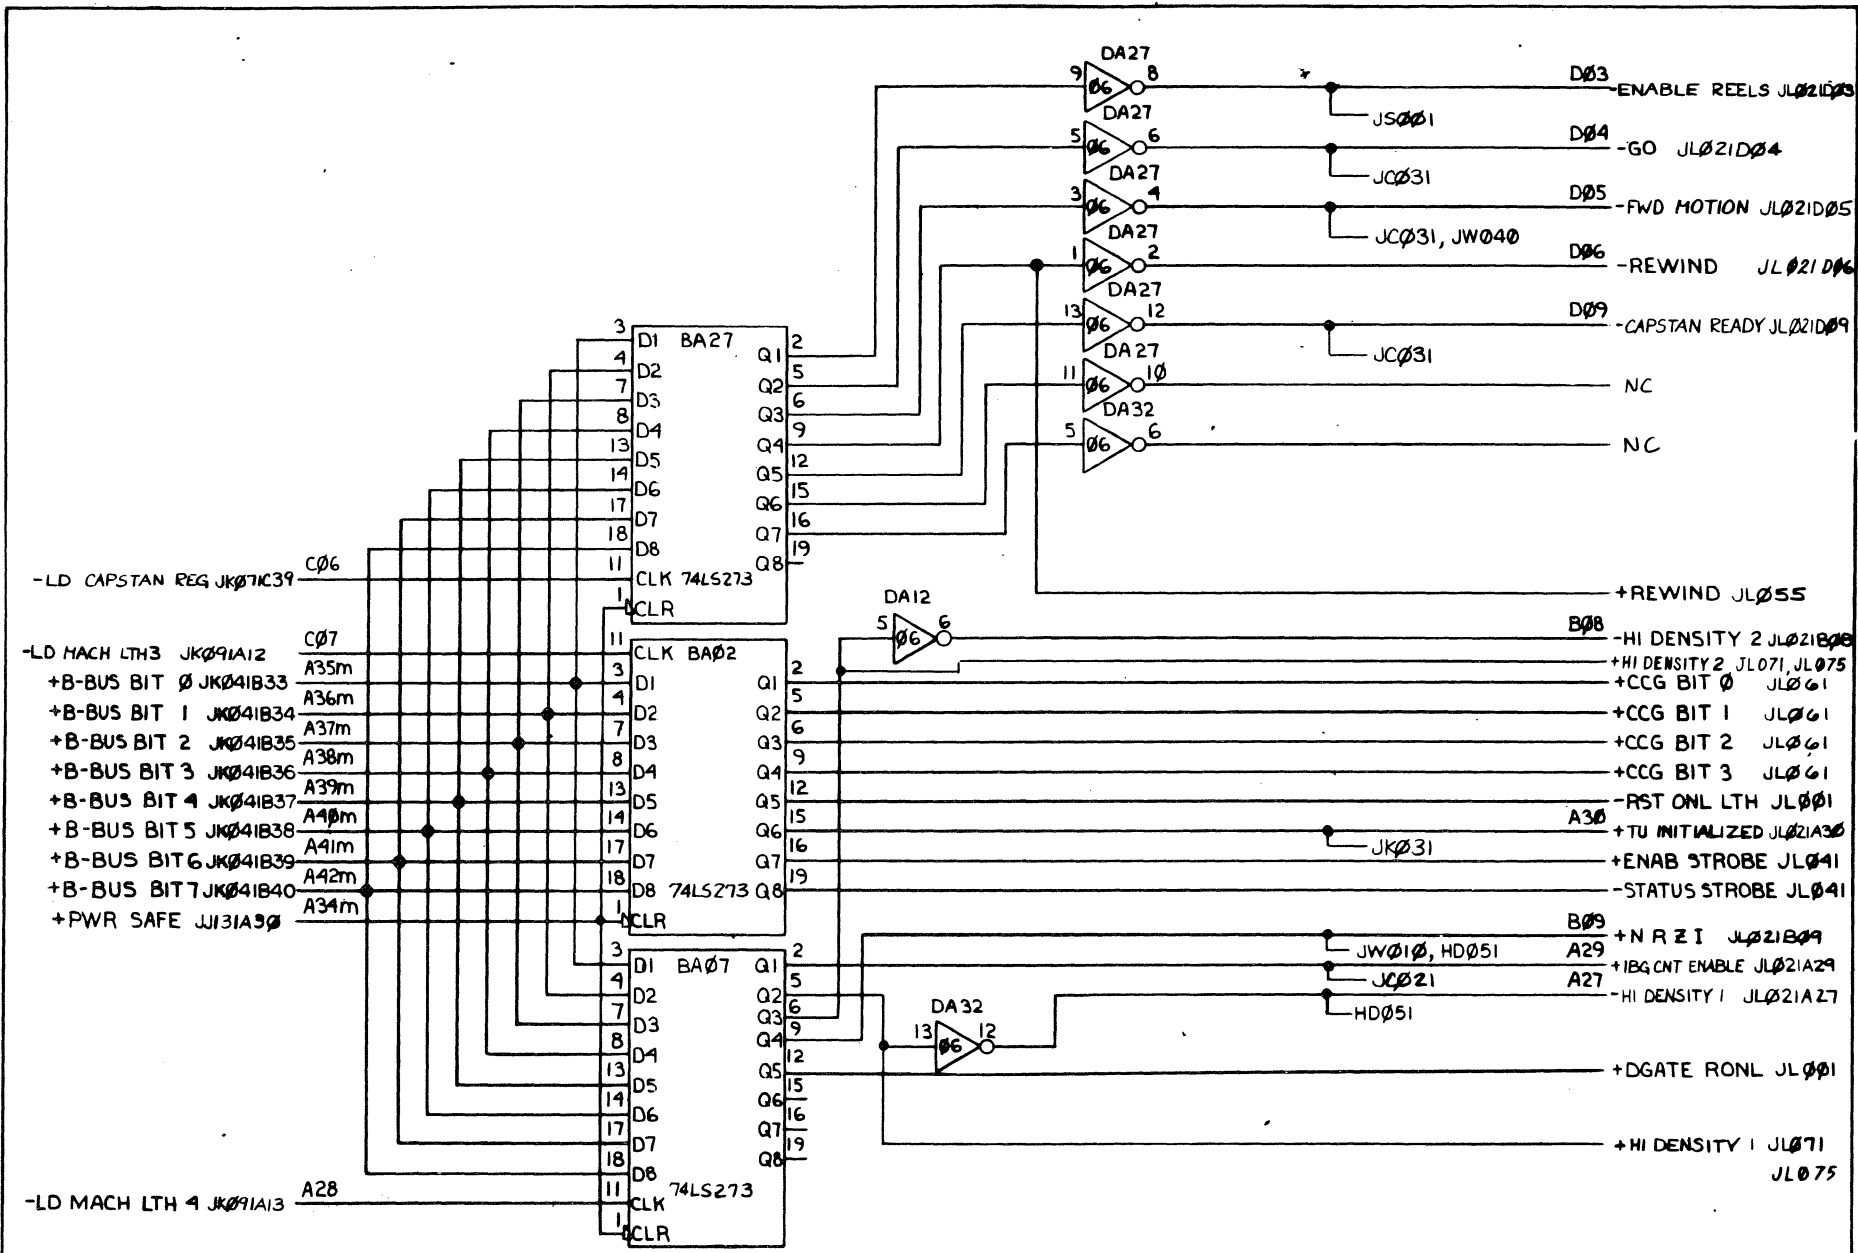 DA27
9 Ø6 8
DØ3
-ENABLE REELS JLØ21DØ3
JSØØ1
DA27
5 Ø6 6
DØ4
-GO JLØ21DØ4
JCØ31
DA27
3 Ø6 4
DØ5
-FWD MOTION JLØ21DØ5
JCØ31, JWØ4Ø
DA27
1 Ø6 2
DØ6
-REWIND JLØ21DØ6
DA27
13 Ø6 12
DØ9
-CAPSTAN READY JLØ21DØ9
JCØ31
DA27
11 Ø6 1Ø
NC
DA32
5 Ø6 6
NC
BA27
3 D1
4 D2
7 D3
8 D4
13 D5
14 D6
17 D7
18 D8
11 CLK 74LS273
1 CLR
Q1 2
Q2 5
Q3 6
Q4 9
Q5 12
Q6 15
Q7 16
Q8 19
-LD CAPSTAN REG JKØ71C39 CØ6
+REWIND JLØ55
DA12
5 Ø6 6
BØ8
-HI DENSITY 2 JLØ21BØ8
+HI DENSITY 2, JLØ71, JLØ75
-LD MACH LTH3 JKØ91A12 CØ7
+B-BUS BIT Ø JKØ41B33 A35m
+B-BUS BIT 1 JKØ41B34 A36m
+B-BUS BIT 2 JKØ41B35 A37m
+B-BUS BIT 3 JKØ41B36 A38m
+B-BUS BIT 4 JKØ41B37 A39m
+B-BUS BIT 5 JKØ41B38 A4Øm
+B-BUS BIT 6 JKØ41B39 A41m
+B-BUS BIT 7 JKØ41B4Ø A42m
+PWR SAFE JJ131A3Ø A34m
11 CLK BAØ2
3 D1
4 D2
7 D3
8 D4
13 D5
14 D6
17 D7
18 D8 74LS273
1 CLR
Q1 2
Q2 5
Q3 6
Q4 9
Q5 12
Q6 15
Q7 16
Q8 19
+CCG BIT Ø JLØ61
+CCG BIT 1 JLØ61
+CCG BIT 2 JLØ61
+CCG BIT 3 JLØ61
-RST ONL LTH JLØØ1
A3Ø
+TU INITIALIZED JLØ21A3Ø
JKØ31
+ENAB STROBE JLØ41
-STATUS STROBE JLØ41
BAØ7
3 D1
4 D2
7 D3
8 D4
13 D5
14 D6
17 D7
18 D8
11 CLK 74LS273
1 CLR
Q1 2
Q2 5
Q3 6
Q4 9
Q5 12
Q6 15
Q7 16
Q8 19
BØ9
+NRZI JLØ21BØ9
JWØ1Ø, HDØ51
A29
+IBG CNT ENABLE JLØ21A29
JCØ21
A27
-HI DENSITY 1 JLØ21A27
HDØ51
DA32
13 Ø6 12
+DGATE RONL JLØØ1
+HI DENSITY 1 JLØ71
JLØ75
-LD MACH LTH 4 JKØ91A13 A28